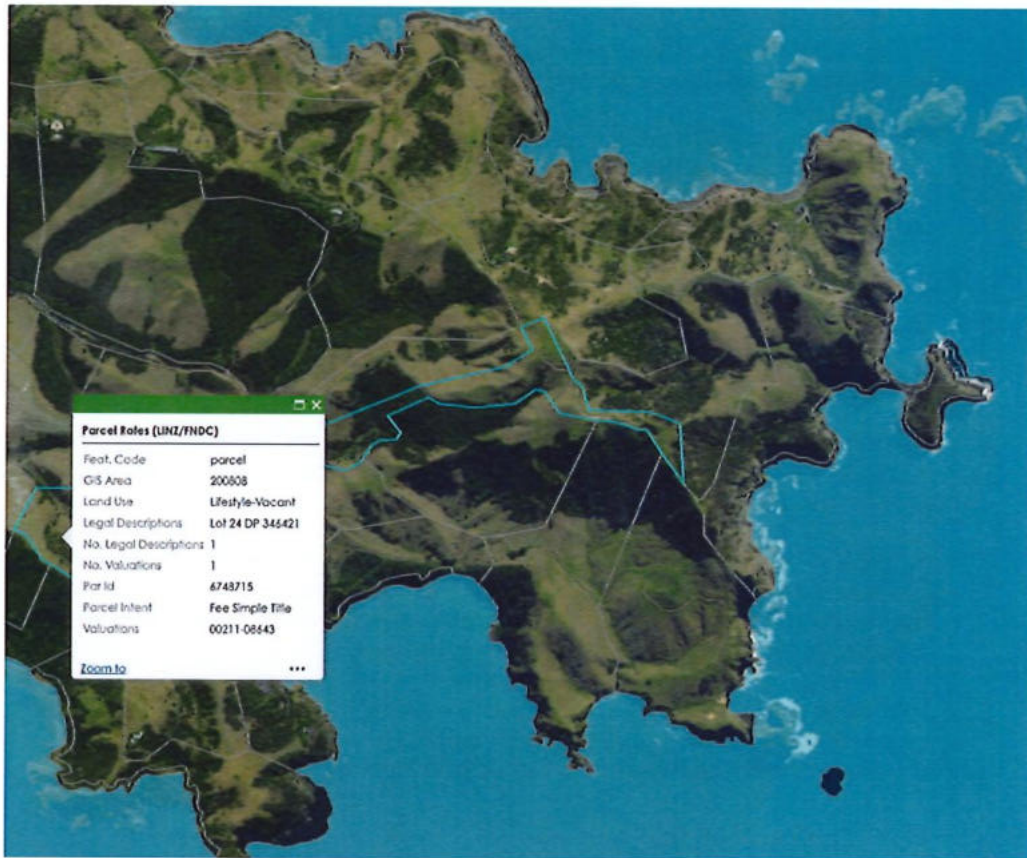 Parcel Rates (LINZ/FNDC)
Feat. Code parcel
GIS Area 200808
Land Use Lifestyle-Vacant
Legal Descriptions Lot 24 DP 346421
No. Legal Descriptions 1
No. Valuations 1
Par Id 6748715
Parcel Intent Fee Simple Title
Valuations 00211-08643
Zoom to